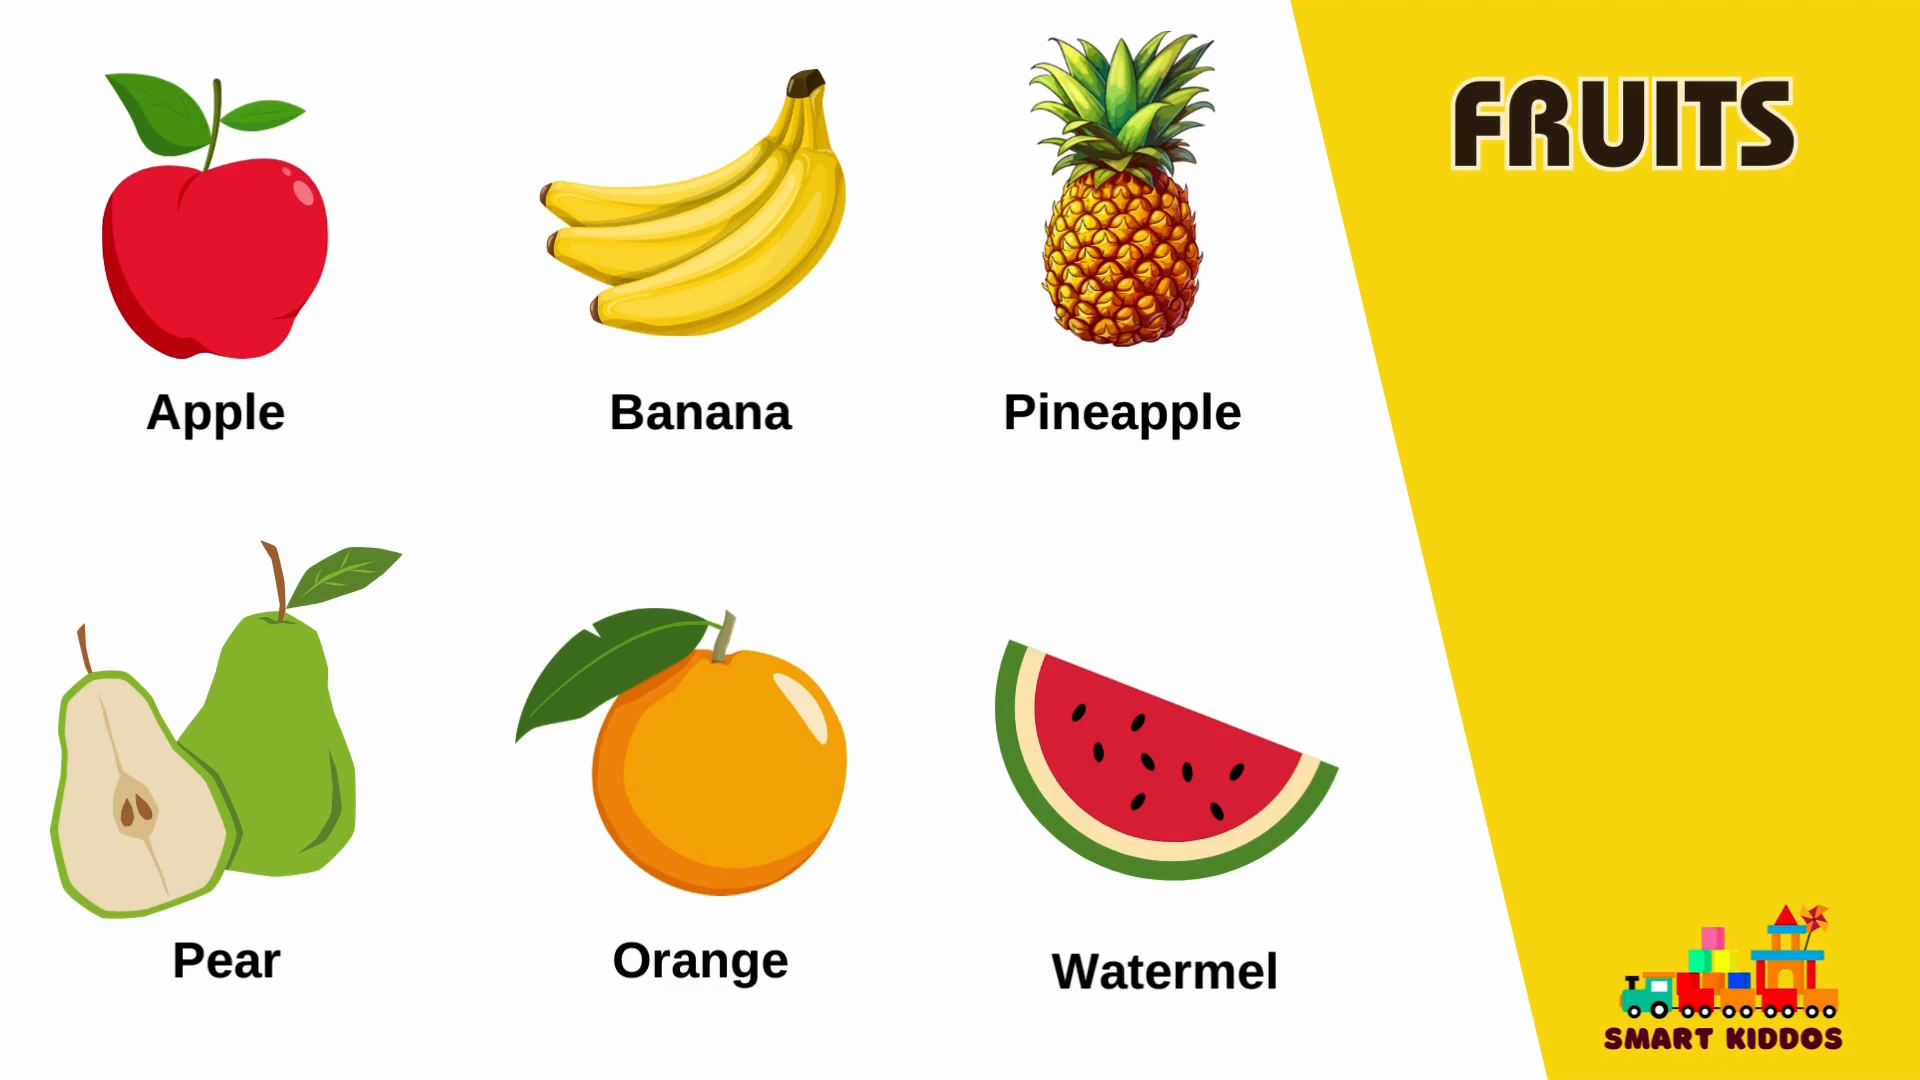 FRUITS
Apple
Banana
Pineapple
Pear
Orange
Watermel
SMART KIDDOS